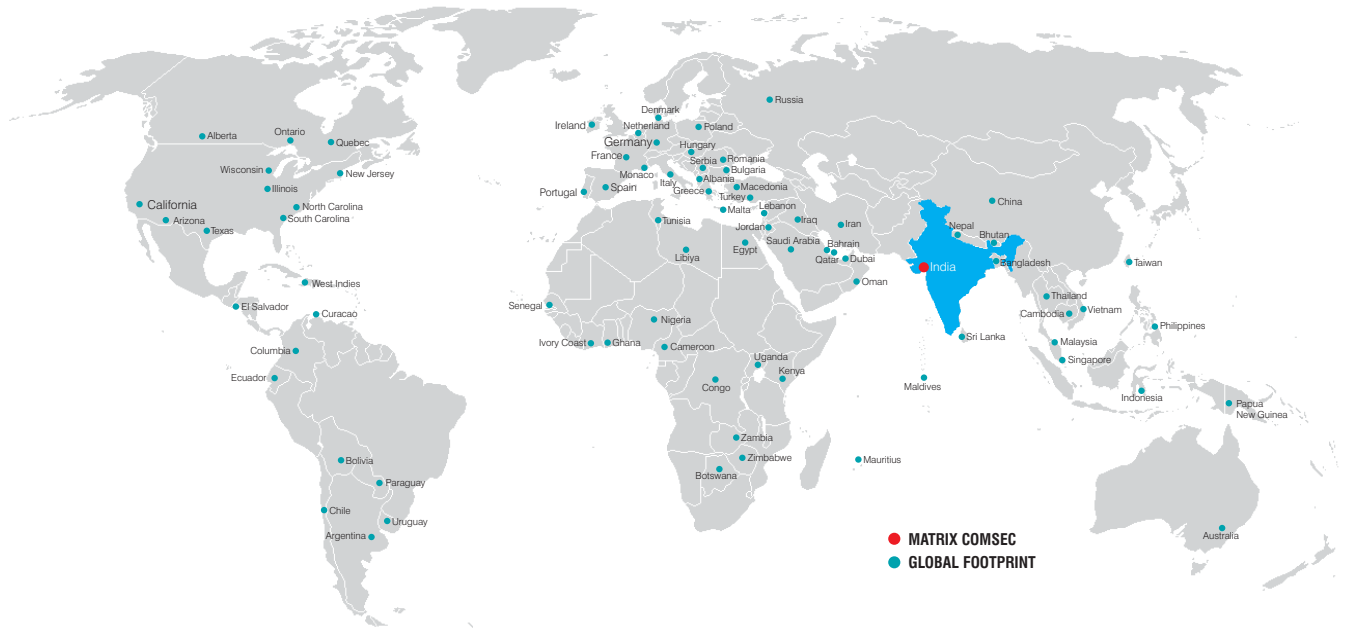 Russia
Denmark
Ireland
Netherland
Poland
Alberta
Ontario
Quebec
Germany
Hungary
France
Serbia
Romania
Wisconsin
New Jersey
Monaco
Bulgaria
Italy
Albania
Illinois
Portugal
Spain
Greece
Macedonia
Turkey
California
North Carolina
Malta
Lebanon
China
Arizona
South Carolina
Tunisia
Iraq
Iran
Texas
Jordan
Nepal
Bhutan
Egypt
Saudi Arabia
Bahrain
Libiya
Qatar
Dubai
India
Bangladesh
Taiwan
West Indies
Oman
El Salvador
Curacao
Senegal
Thailand
Cambodia
Vietnam
Nigeria
Philippines
Ivory Coast
Ghana
Cameroon
Sri Lanka
Malaysia
Columbia
Uganda
Singapore
Ecuador
Congo
Kenya
Maldives
Indonesia
Papua
New Guinea
Zambia
Bolivia
Zimbabwe
Mauritius
Botswana
Paraguay
Chile
Uruguay
Argentina
Australia
MATRIX COMSEC
GLOBAL FOOTPRINT